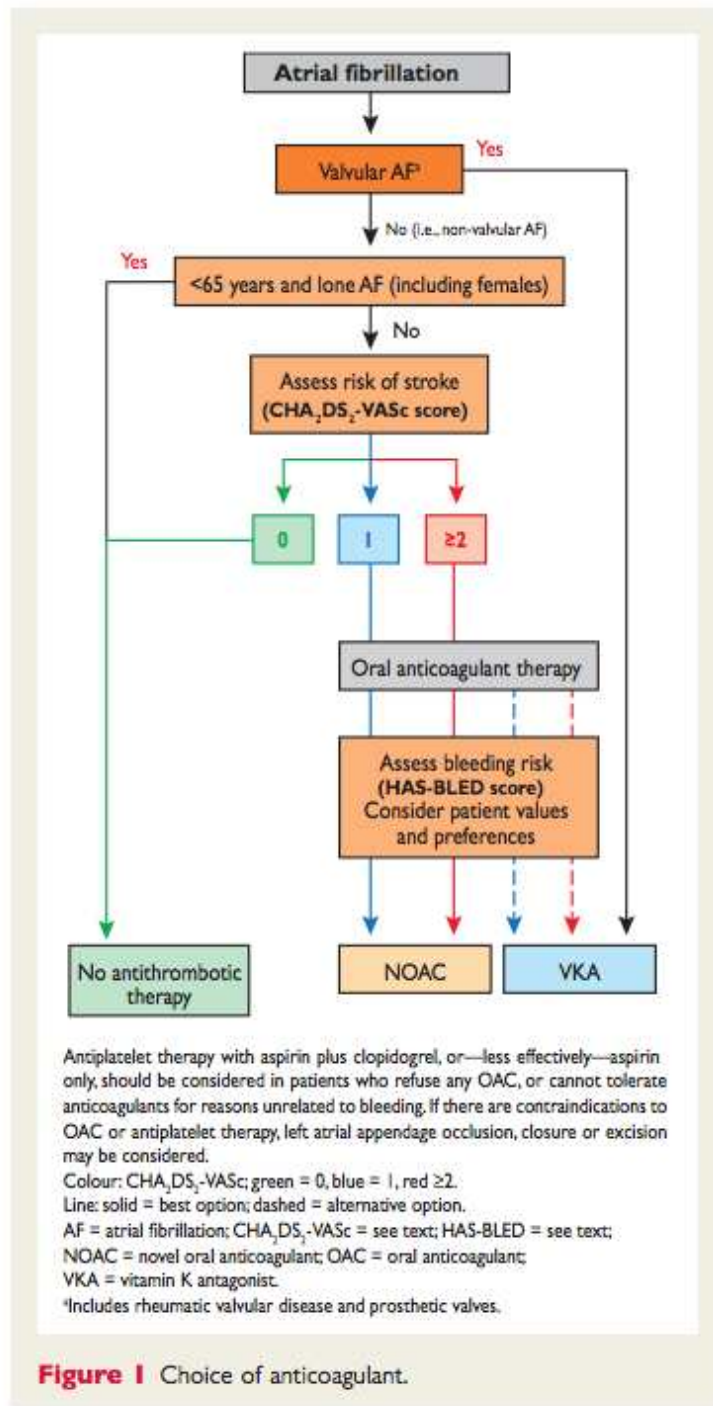 Atrial fibrillation
Yes
Valvular AFᵃ
No (i.e., non-valvular AF)
Yes
<65 years and lone AF (including females)
No
Assess risk of stroke
(CHA₂DS₂-VASc score)
0
1
≥2
Oral anticoagulant therapy
Assess bleeding risk
(HAS-BLED score)
Consider patient values
and preferences
No antithrombotic
therapy
NOAC
VKA
Antiplatelet therapy with aspirin plus clopidogrel, or—less effectively—aspirin
only, should be considered in patients who refuse any OAC, or cannot tolerate
anticoagulants for reasons unrelated to bleeding. If there are contraindications to
OAC or antiplatelet therapy, left atrial appendage occlusion, closure or excision
may be considered.
Colour: CHA₂DS₂-VASc; green = 0, blue = 1, red ≥2.
Line: solid = best option; dashed = alternative option.
AF = atrial fibrillation; CHA₂DS₂-VASc = see text; HAS-BLED = see text;
NOAC = novel oral anticoagulant; OAC = oral anticoagulant;
VKA = vitamin K antagonist.
ᵃIncludes rheumatic valvular disease and prosthetic valves.
Figure 1 Choice of anticoagulant.